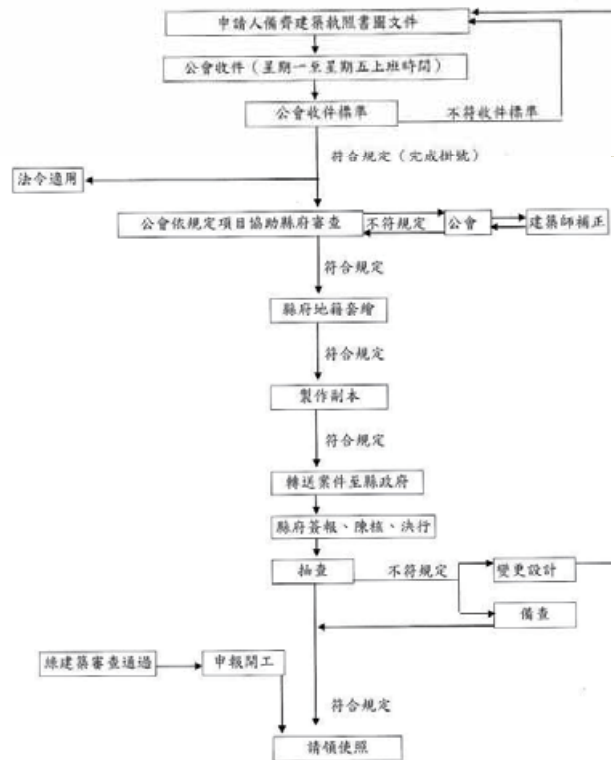 申請人備齊建築執照書圖文件
公會收件（星期一至星期五上班時間）
公會收件標準
不符收件標準
符合規定（完成掛號）
法令適用
公會依規定項目協助縣府審查
不符規定
公會
建築師補正
符合規定
縣府地籍套繪
符合規定
製作副本
符合規定
轉送案件至縣政府
縣府簽報、陳核、決行
抽查
不符規定
變更設計
備查
綠建築審查通過
申報開工
符合規定
請領使照